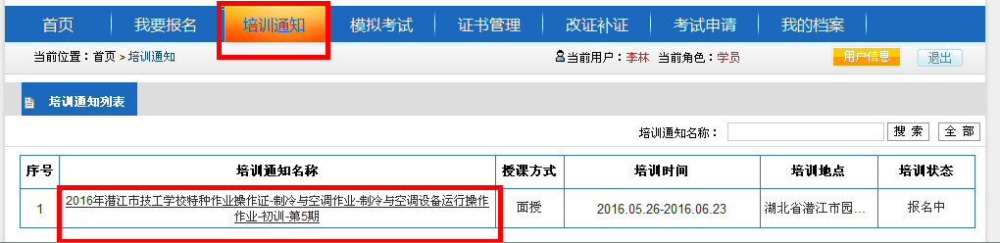 首页 我要报名 培训通知 模拟考试 证书管理 改证补证 考试申请 我的档案
当前位置：首页 > 培训通知 当前用户：李林 当前角色：学员 用户信息 退出
培训通知列表
培训通知名称： 搜 索 全 部
序号 培训通知名称 授课方式 培训时间 培训地点 培训状态
2016年潜江市技工学校特种作业操作证-制冷与空调作业-制冷与空调设备运行操作
1 面授 2016.05.26-2016.06.23 湖北省潜江市园... 报名中
作业-初训-第5期